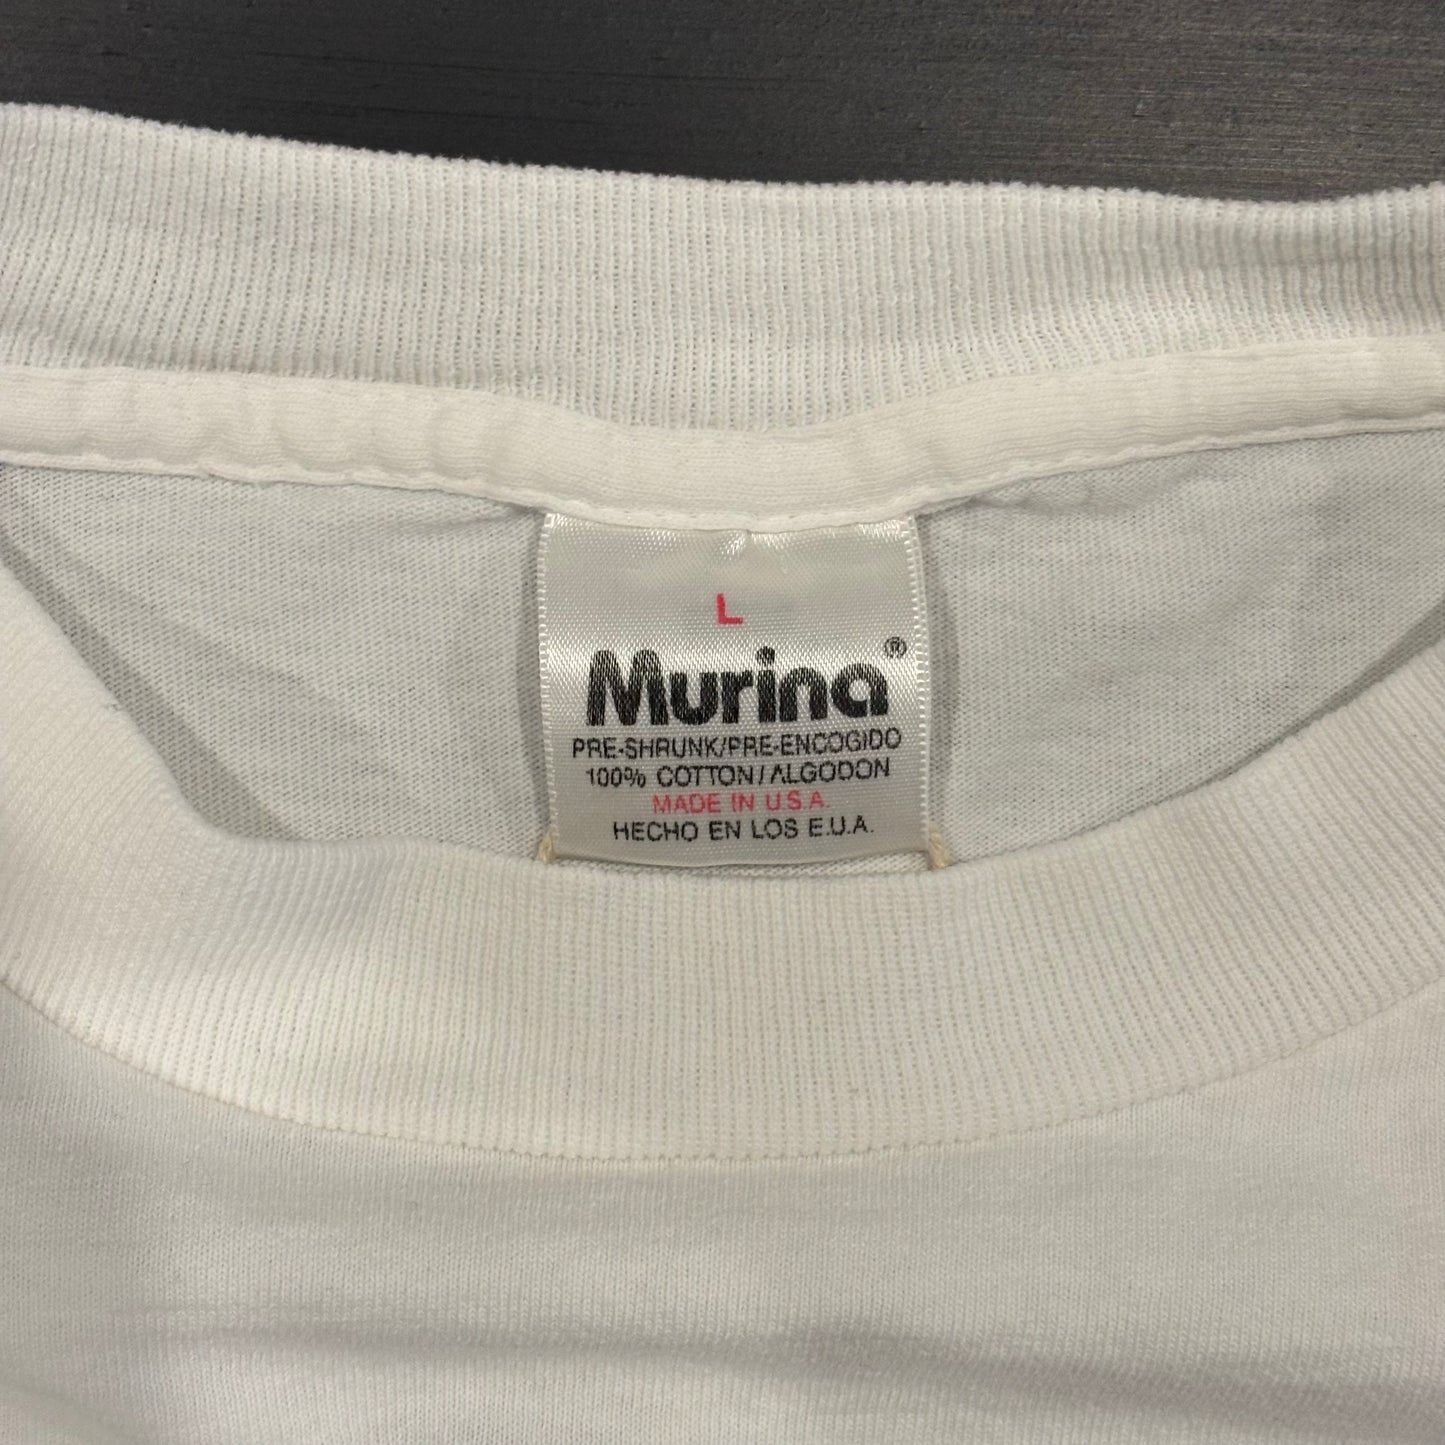 L
Murina®
PRE-SHRUNK/PRE-ENCOGIDO
100% COTTON/ALGODON
MADE IN U.S.A.
HECHO EN LOS E.U.A.